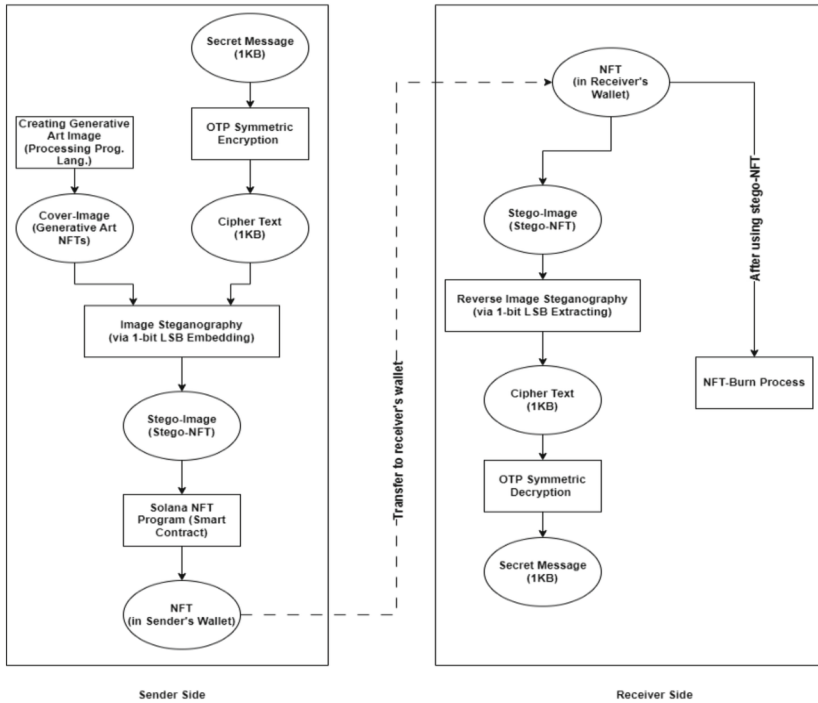 Secret Message
(1KB)
OTP Symmetric
Encryption
Creating Generative
Art Image
(Processing Prog.
Lang.)
Cover-Image
(Generative Art
NFTs)
Cipher Text
(1KB)
Image Steganography
(via 1-bit LSB Embedding)
Stego-Image
(Stego-NFT)
Solana NFT
Program (Smart
Contract)
NFT
(in Sender's Wallet)
Sender Side
Transfer to receiver's wallet
NFT
(in Receiver's
Wallet)
Stego-Image
(Stego-NFT)
Reverse Image Steganography
(via 1-bit LSB Extracting)
Cipher Text
(1KB)
OTP Symmetric
Decryption
Secret Message
(1KB)
After using stego-NFT
NFT-Burn Process
Receiver Side